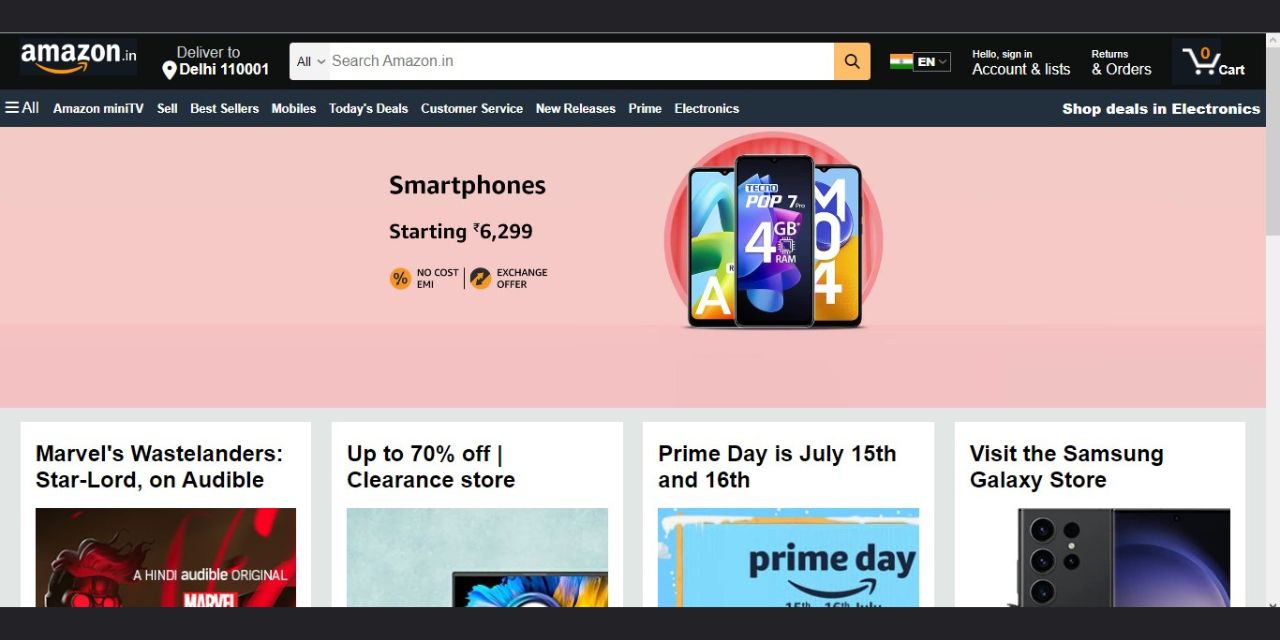 amazon.in
Deliver to
Delhi 110001
All
Search Amazon.in
EN
Hello, sign in
Account & lists
Returns
& Orders
0
Cart
All Amazon miniTV Sell Best Sellers Mobiles Today's Deals Customer Service New Releases Prime Electronics
Shop deals in Electronics
Smartphones
Starting ₹6,299
% NO COST
EMI
EXCHANGE
OFFER
A
TECNO
POP 7 Pro
4GB*
RAM
M
0
4
Marvel's Wastelanders:
Star-Lord, on Audible
A HINDI audible ORIGINAL
MARVEL
Up to 70% off |
Clearance store
Prime Day is July 15th
and 16th
prime day
15th - 16th July
Visit the Samsung
Galaxy Store